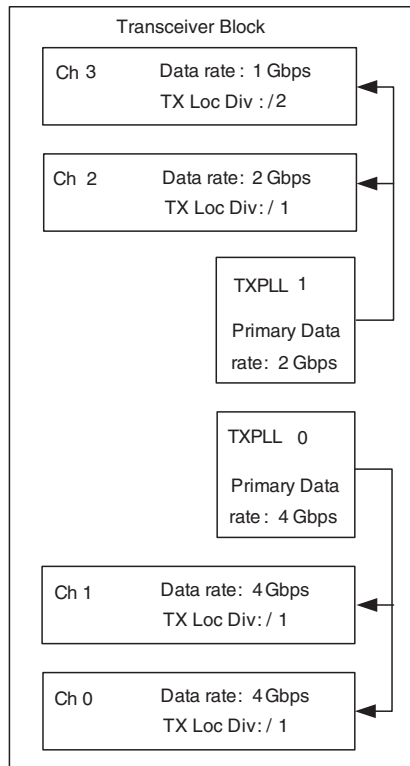 Transceiver Block
Ch 3 Data rate : 1 Gbps
TX Loc Div : /2
Ch 2 Data rate: 2 Gbps
TX Loc Div: / 1
TXPLL 1
Primary Data
rate: 2 Gbps
TXPLL 0
Primary Data
rate : 4 Gbps
Ch 1 Data rate: 4 Gbps
TX Loc Div: / 1
Ch 0 Data rate: 4 Gbps
TX Loc Div: / 1